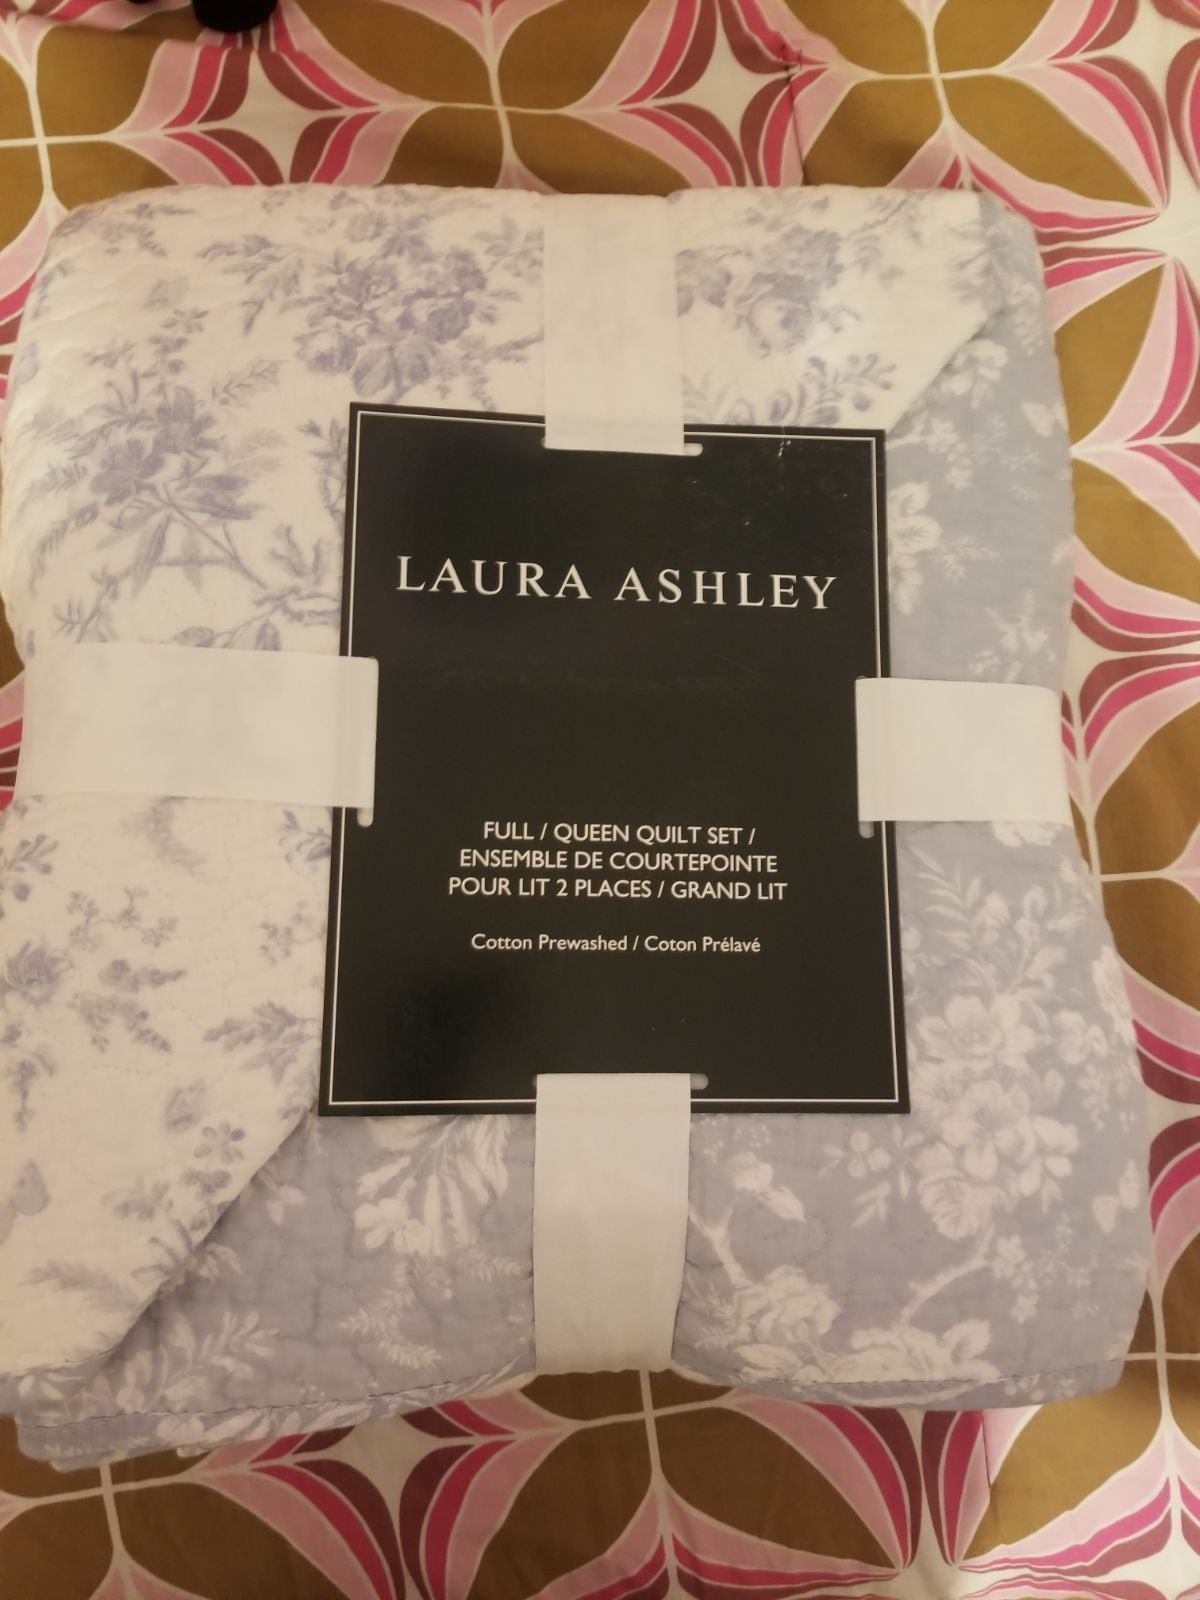 LAURA ASHLEY
FULL / QUEEN QUILT SET /
ENSEMBLE DE COURTEPOINTE
POUR LIT 2 PLACES / GRAND LIT
Cotton Prewashed / Coton Prélavé